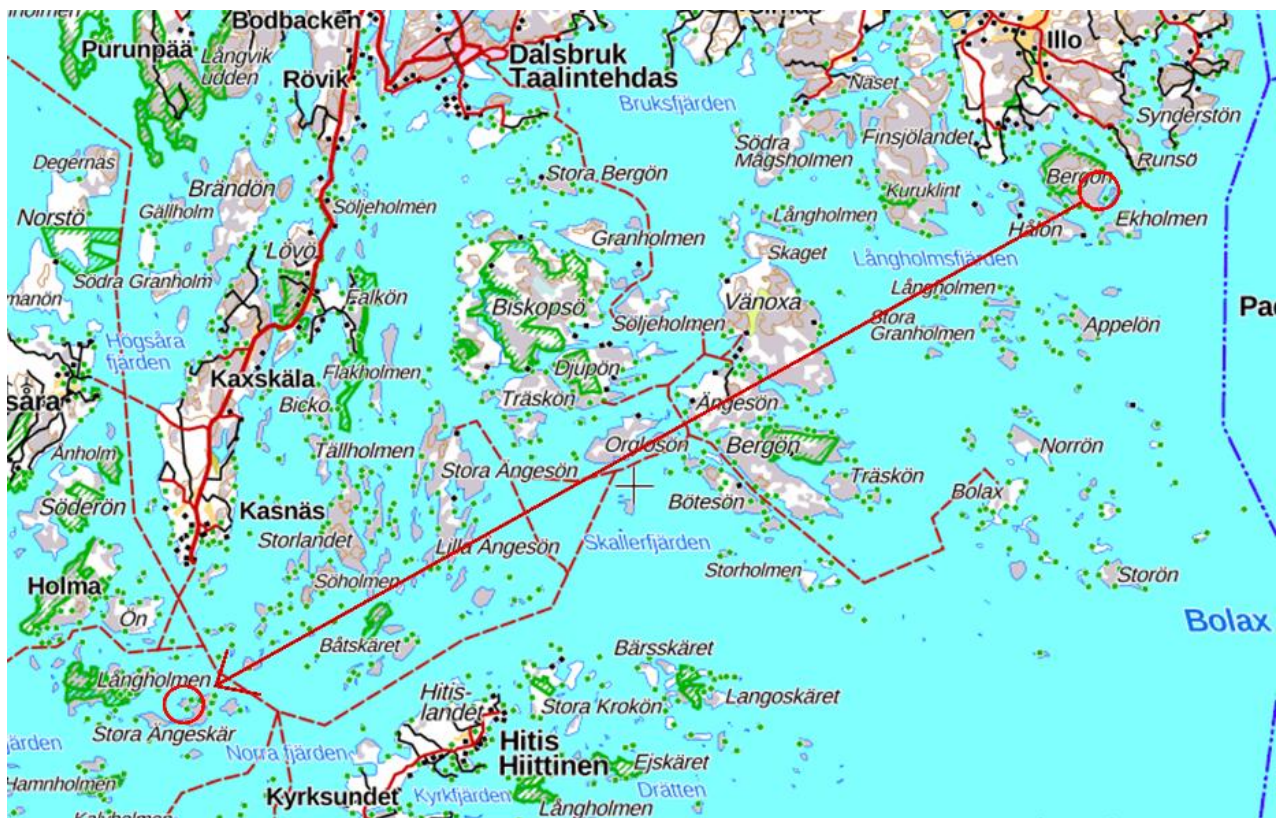 Bodbacken
Purunpää
Långvik
udden
Rövik
Dalsbruk
Taalintehdas
Bruksfjärden
Näset
Illo
Synderstön
Södra
Mågsholmen
Finsjölandet
Runsö
Degernäs
Brändön
Stora Bergön
Kuruklint
Bergön
Norstö
Gällholm
Söljeholmen
Långholmen
Ekholmen
Hålön
Granholmen
Skaget
Långholmsfjärden
Lövö
Södra Granholm
Falkön
Biskopsö
Vänoxa
Långholmen
manön
Söljeholmen
Stora
Granholmen
Appelön
Högsåra
fjärden
Djupön
Flakholmen
Kaxskäla
Träskön
Bickö
Ängesön
Tällholmen
Orglosön
Bergön
Norrön
Änholm
Stora Ängesön
Träskön
Söderön
Bötesön
Bolax
Kasnäs
Storlandet
Lilla Ängesön
Skallerfjärden
Söholmen
Storholmen
Storön
Holma
Ön
Bolax
Båtskäret
Bärsskäret
Långholmen
Hitis-
landet
Stora Krokön
Langoskäret
Stora Ängeskär
Norra fjärden
Hitis
Hiittinen
Ejskäret
järden
Hamnholmen
Kyrksundet
Kyrkfjärden
Långholmen
Drätten